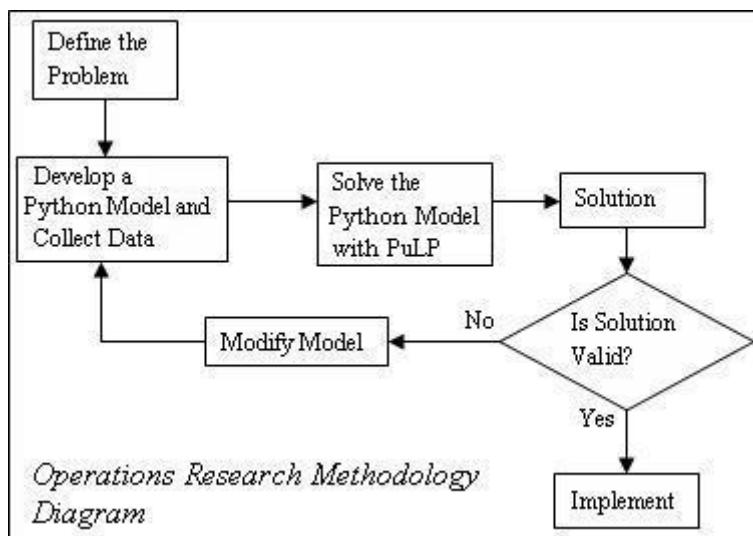 Define the
Problem
Develop a
Python Model and
Collect Data
Solve the
Python Model
with PuLP
Solution
Is Solution
Valid?
No
Modify Model
Yes
Implement
Operations Research Methodology
Diagram